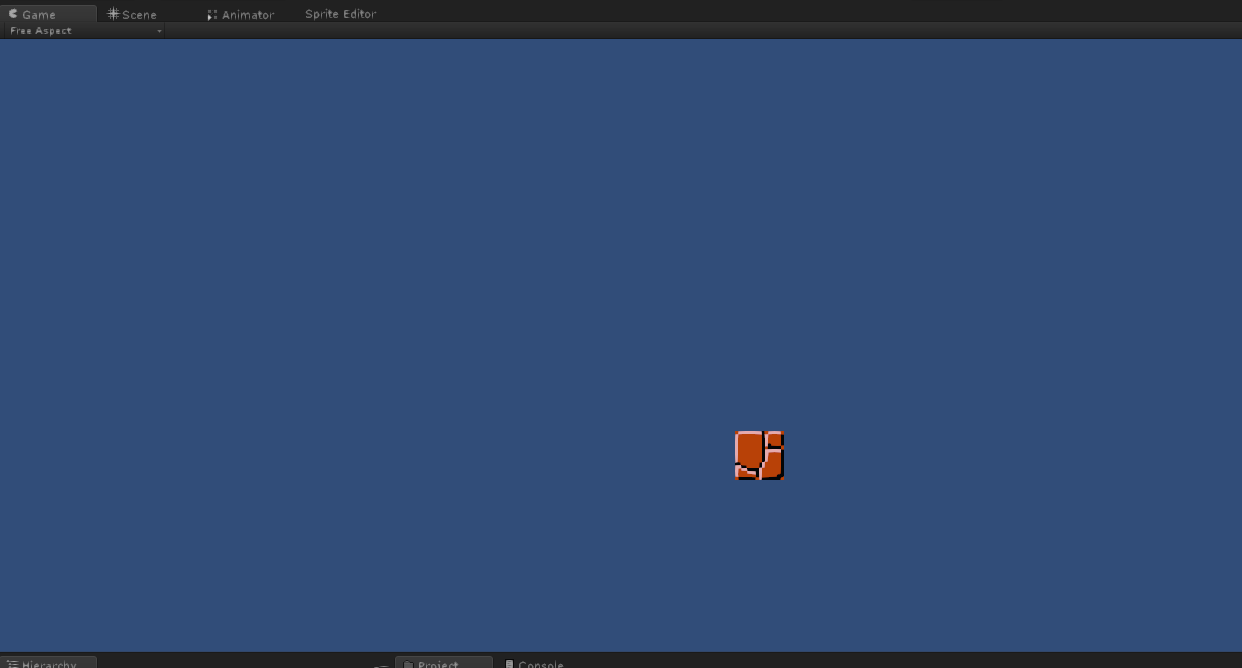 Game
Scene
Animator
Sprite Editor
Free Aspect
Hierarchy
Project
Console